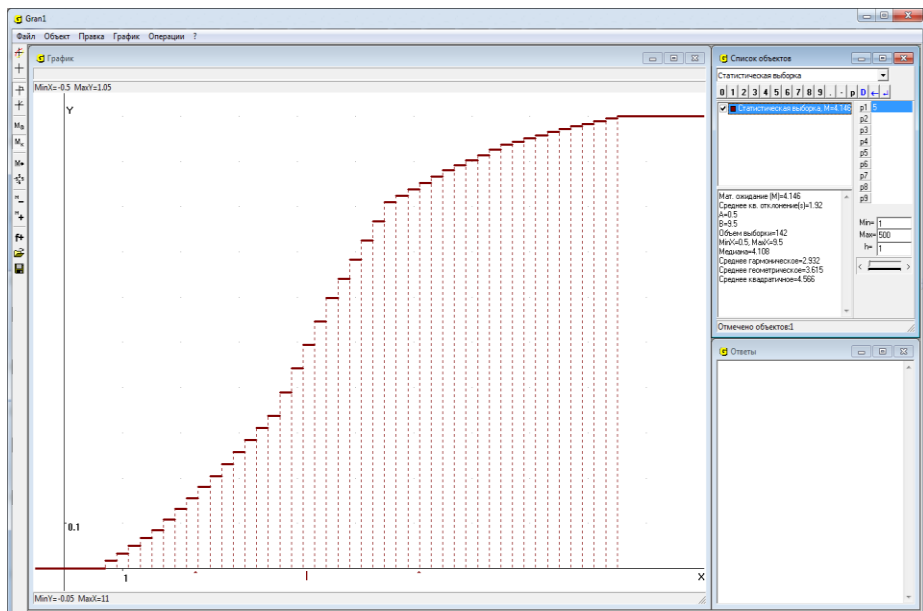 Gran1
Файл Объект Правка График Операции ?
График
MinX=-0.5 MaxY=1.05
Y
0.1
1
X
MinY=-0.05 MaxX=11
Список объектов
Статистическая выборка
0 1 2 3 4 5 6 7 8 9 . - p D ← ↲
Статистическая выборка, M=4.146
p1 5
p2
p3
p4
p5
p6
p7
p8
p9
Мат. ожидание (M)=4.146
Среднее кв. отклонение(s)=1.92
A=0.5
B=9.5
Объем выборки=142
MinX=0.5, MaxX=9.5
Медиана=4.108
Среднее гармоническое=2.932
Среднее геометрическое=3.615
Среднее квадратичное=4.566
Min= 1
Max= 500
h= 1
Отмечено объектов:1
Ответы